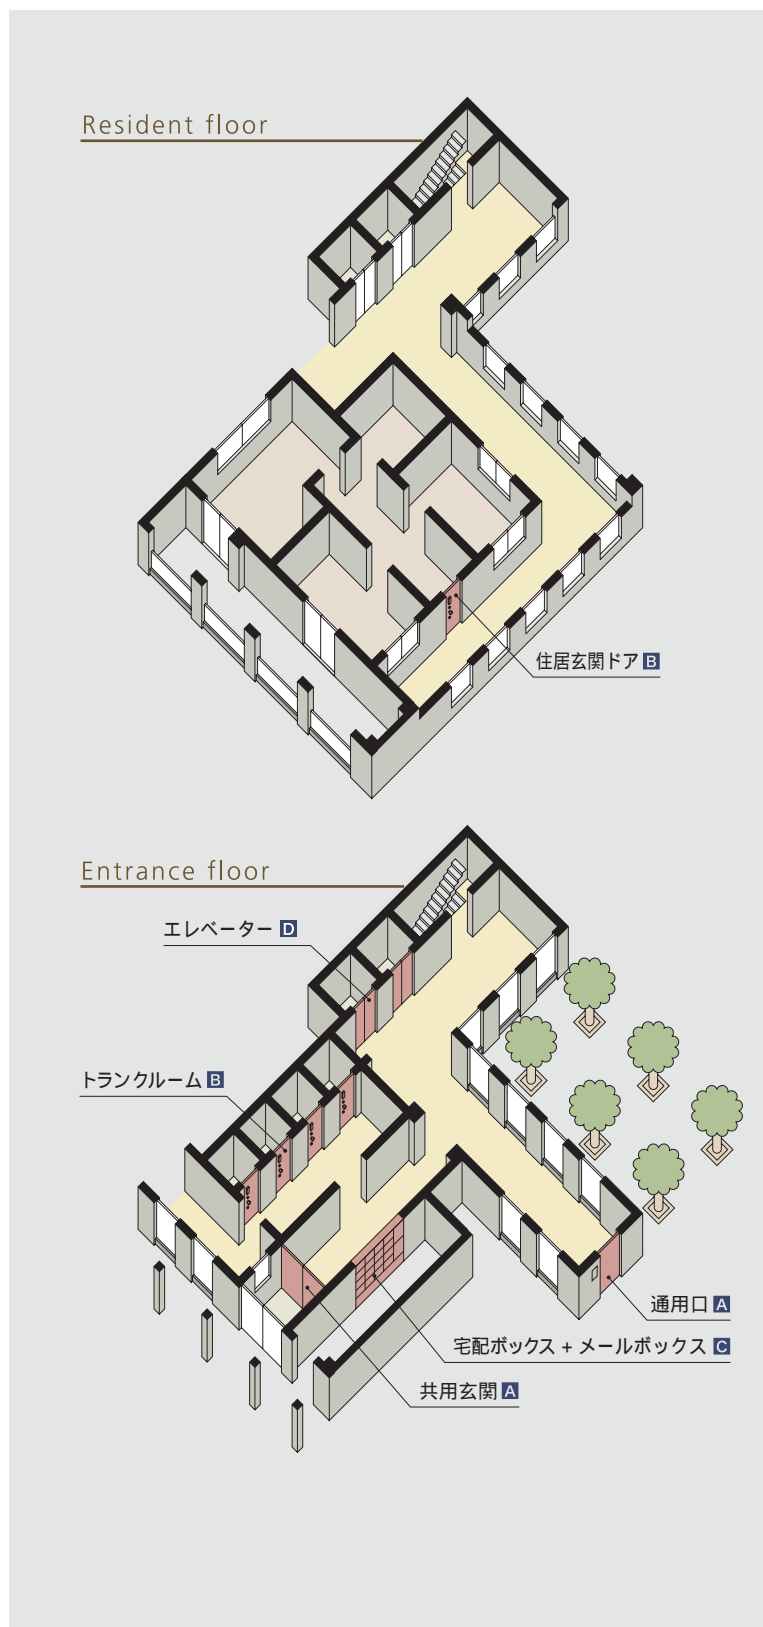 Resident floor
住居玄関ドア B
Entrance floor
エレベーター D
トランクルーム B
通用口 A
宅配ボックス + メールボックス C
共用玄関 A